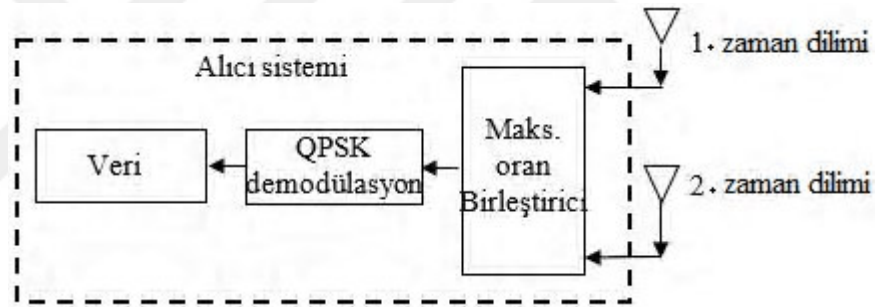 1. zaman dilimi
Alıcı sistemi
Maks.
oran
Birleştirici
QPSK
demodülasyon
Veri
2. zaman dilimi